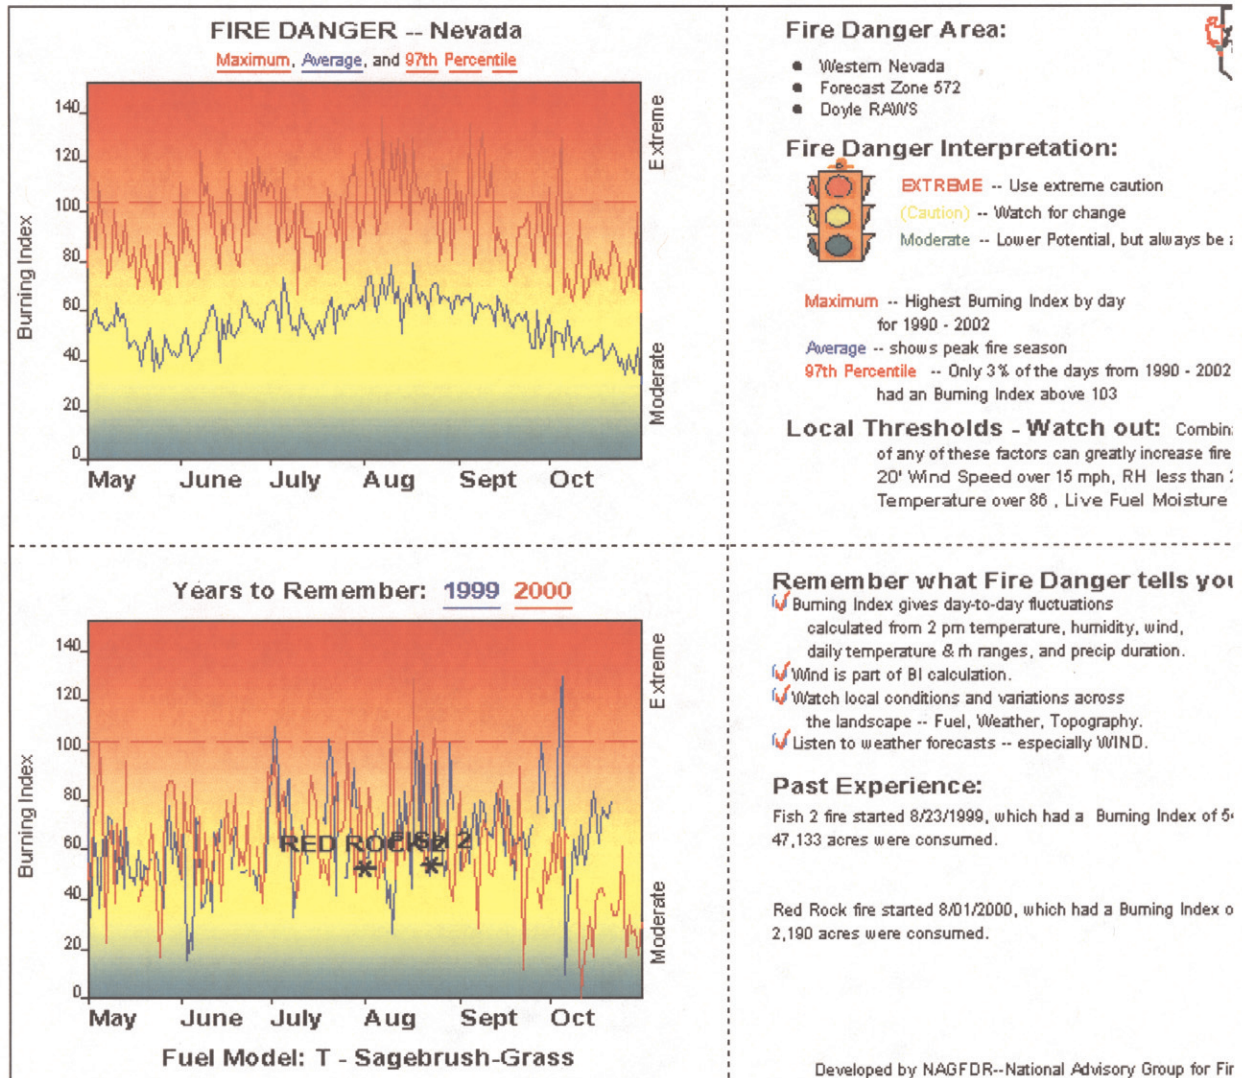 FIRE DANGER -- Nevada
Maximum, Average, and 97th Percentile
140
120
100
80
60
40
20
0
Burning Index
Extreme
Moderate
May June July Aug Sept Oct
Fire Danger Area:
Western Nevada
Forecast Zone 572
Doyle RAWS
Fire Danger Interpretation:
EXTREME -- Use extreme caution
(Caution) -- Watch for change
Moderate -- Lower Potential, but always be
Maximum -- Highest Burning Index by day
for 1990 - 2002
Average -- shows peak fire season
97th Percentile -- Only 3% of the days from 1990 - 2002
had an Burning Index above 103
Local Thresholds - Watch out:
of any of these factors can greatly increase fire
20' Wind Speed over 15 mph, RH less than
Temperature over 86 , Live Fuel Moisture
Years to Remember: 1999 2000
140
120
100
80
60
40
20
0
Burning Index
Extreme
Moderate
RED ROCK
FISH 2
May June July Aug Sept Oct
Fuel Model: T - Sagebrush-Grass
Remember what Fire Danger tells you
Burning Index gives day-to-day fluctuations
calculated from 2 pm temperature, humidity, wind,
daily temperature & rh ranges, and precip duration.
Wind is part of BI calculation.
Watch local conditions and variations across
the landscape -- Fuel, Weather, Topography.
Listen to weather forecasts -- especially WIND.
Past Experience:
Fish 2 fire started 8/23/1999, which had a Burning Index of
47,133 acres were consumed.
Red Rock fire started 8/01/2000, which had a Burning Index
2,190 acres were consumed.
Developed by NAGFDR--National Advisory Group for